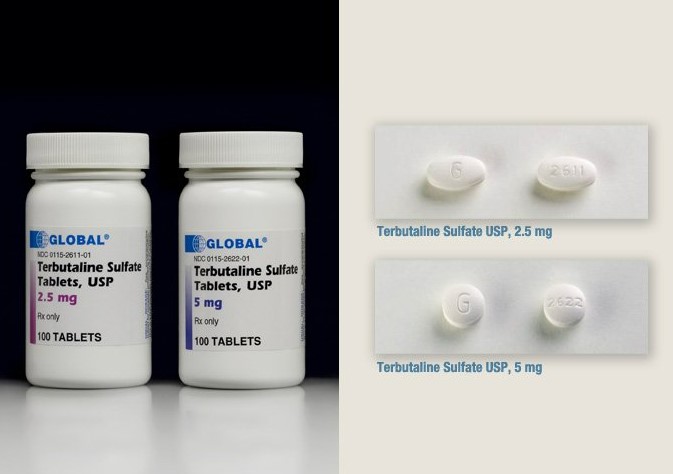 GLOBAL®
NDC 0115-2611-01
Terbutaline Sulfate
Tablets, USP
2.5 mg
Rx only
100 TABLETS
GLOBAL®
NDC 0115-2622-01
Terbutaline Sulfate
Tablets, USP
5 mg
Rx only
100 TABLETS
G
2611
Terbutaline Sulfate USP, 2.5 mg
G
2622
Terbutaline Sulfate USP, 5 mg